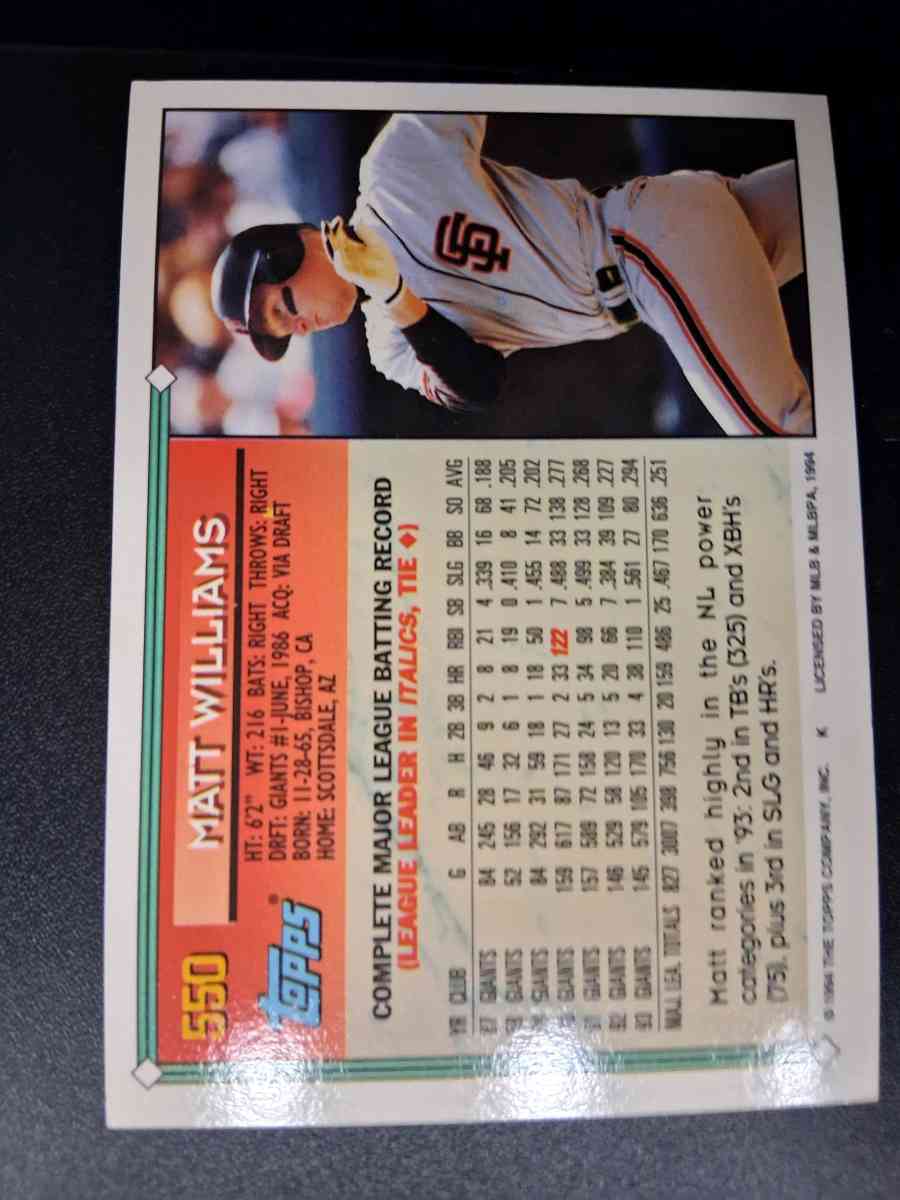 550
MATT WILLIAMS
topps®
HT: 6'2" WT: 216 BATS: RIGHT THROWS: RIGHT
DRFT: GIANTS #1-JUNE, 1986 ACQ: VIA DRAFT
BORN: 11-28-65, BISHOP, CA
HOME: SCOTTSDALE, AZ
COMPLETE MAJOR LEAGUE BATTING RECORD
(LEAGUE LEADER IN ITALICS, TIE ♦)
YR CLUB G AB R H 2B 3B HR RBI SB SLG BB SO AVG
87 GIANTS 84 245 28 46 9 2 8 21 4 .339 16 68 .188
88 GIANTS 52 156 17 32 6 1 8 19 0 .410 8 41 .205
GIANTS 84 292 31 59 18 1 18 50 1 .455 14 72 .202
GIANTS 159 617 87 171 27 2 33 122 7 .488 33 138 .277
91 GIANTS 157 589 72 158 24 5 34 98 5 .499 33 128 .268
92 GIANTS 146 529 58 120 13 5 20 66 7 .384 39 109 .227
93 GIANTS 145 579 105 170 33 4 38 110 1 .561 27 80 .294
MAJ. LEA. TOTALS 827 3007 398 756 130 20 159 486 25 .467 170 636 .251
Matt ranked highly in the NL power
categories in '93: 2nd in TB's (325) and XBH's
(75), plus 3rd in SLG and HR's.
© 1994 THE TOPPS COMPANY, INC. K LICENSED BY MLB & MLBPA, 1994
SF